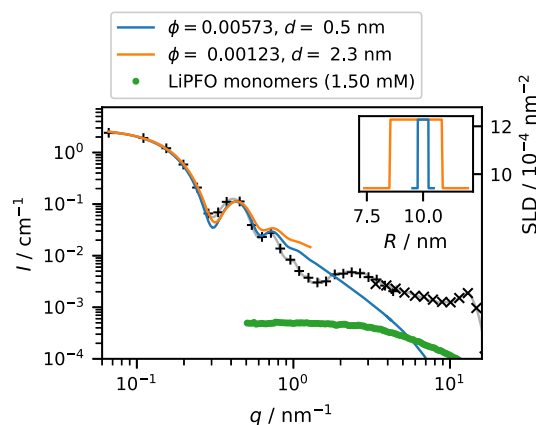 ϕ = 0.00573, d = 0.5 nm
ϕ = 0.00123, d = 2.3 nm
LiPFO monomers (1.50 mM)
10⁰
10⁻¹
10⁻²
10⁻³
10⁻⁴
I / cm⁻¹
12
9
SLD / 10⁻⁴ nm⁻²
7.5 10.0
R / nm
10⁻¹ 10⁰ 10¹
q / nm⁻¹